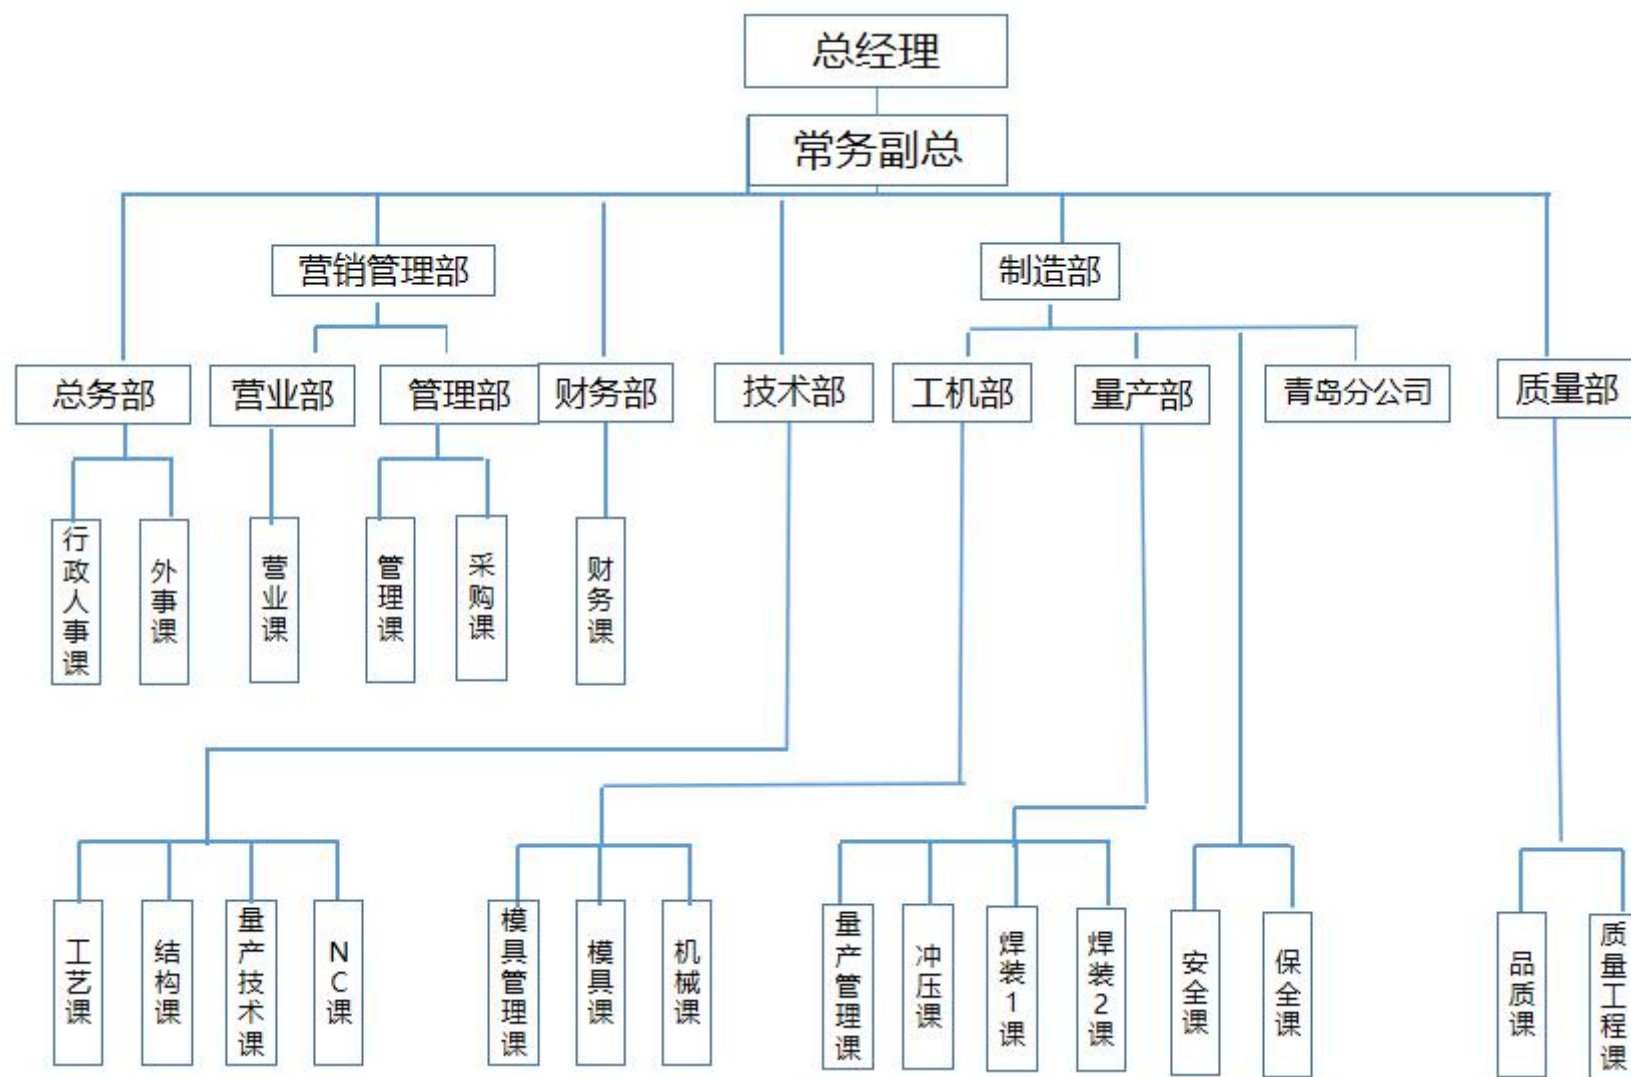 总经理
常务副总
营销管理部
制造部
总务部
营业部
管理部
财务部
技术部
工机部
量产部
青岛分公司
质量部
行政人事课
外事课
营业课
管理课
采购课
财务课
工艺课
结构课
量产技术课
NC课
模具管理课
模具课
机械课
量产管理课
冲压课
焊装1课
焊装2课
安全课
保全课
品质课
质量工程课